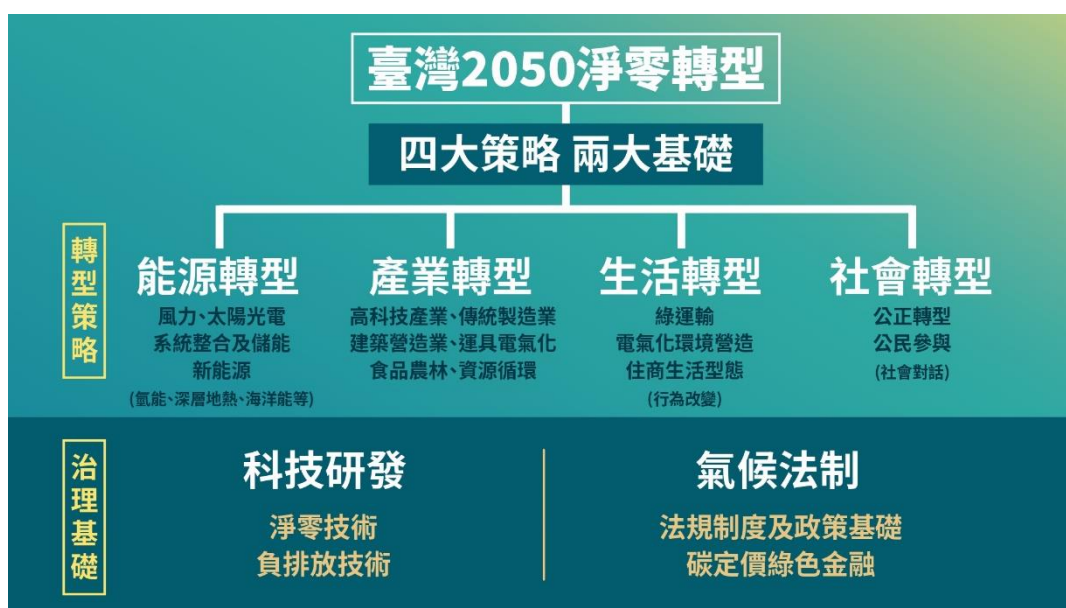 臺灣2050淨零轉型
四大策略 兩大基礎
轉型策略
能源轉型
風力、太陽光電
系統整合及儲能
新能源
(氫能、深層地熱、海洋能等)
產業轉型
高科技產業、傳統製造業
建築營造業、運具電氣化
食品農林、資源循環
生活轉型
綠運輸
電氣化環境營造
住商生活型態
(行為改變)
社會轉型
公正轉型
公民參與
(社會對話)
治理基礎
科技研發
淨零技術
負排放技術
氣候法制
法規制度及政策基礎
碳定價綠色金融